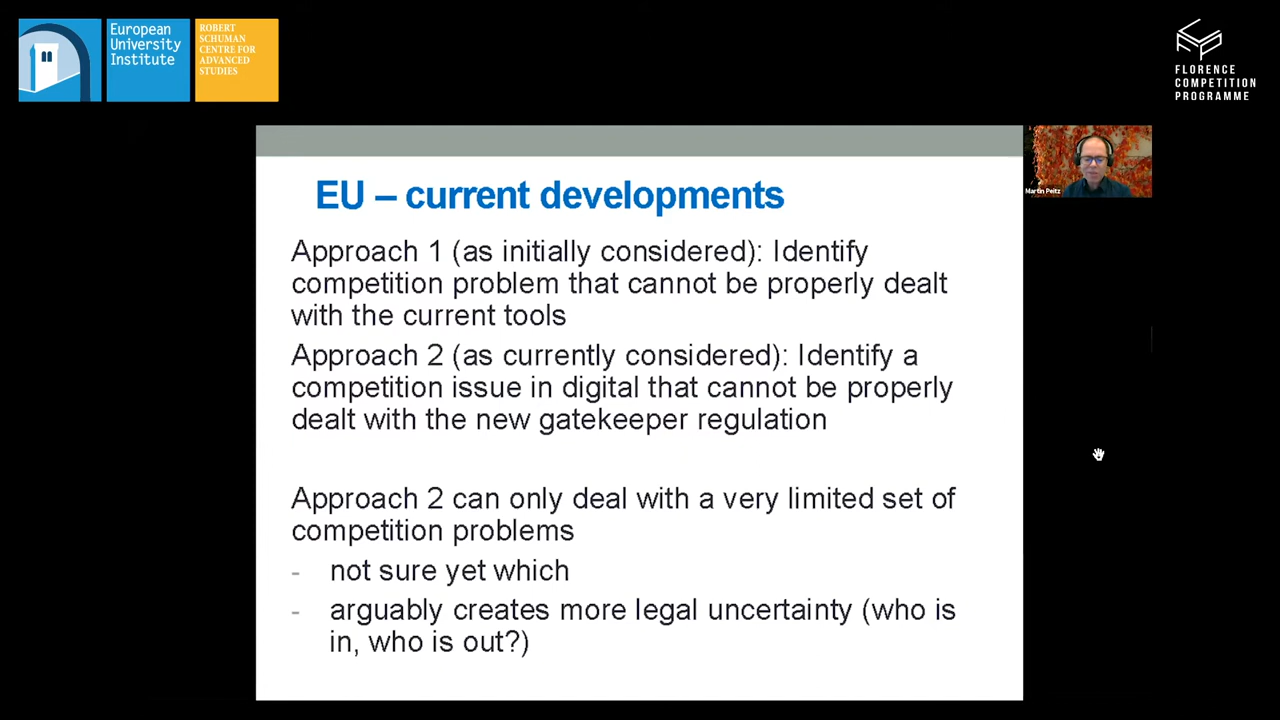 European
University
Institute
ROBERT
SCHUMAN
CENTRE FOR
ADVANCED
STUDIES
FLORENCE
COMPETITION
PROGRAMME
Martin Peitz
EU – current developments
Approach 1 (as initially considered): Identify
competition problem that cannot be properly dealt
with the current tools
Approach 2 (as currently considered): Identify a
competition issue in digital that cannot be properly
dealt with the new gatekeeper regulation
Approach 2 can only deal with a very limited set of
competition problems
- not sure yet which
- arguably creates more legal uncertainty (who is
in, who is out?)